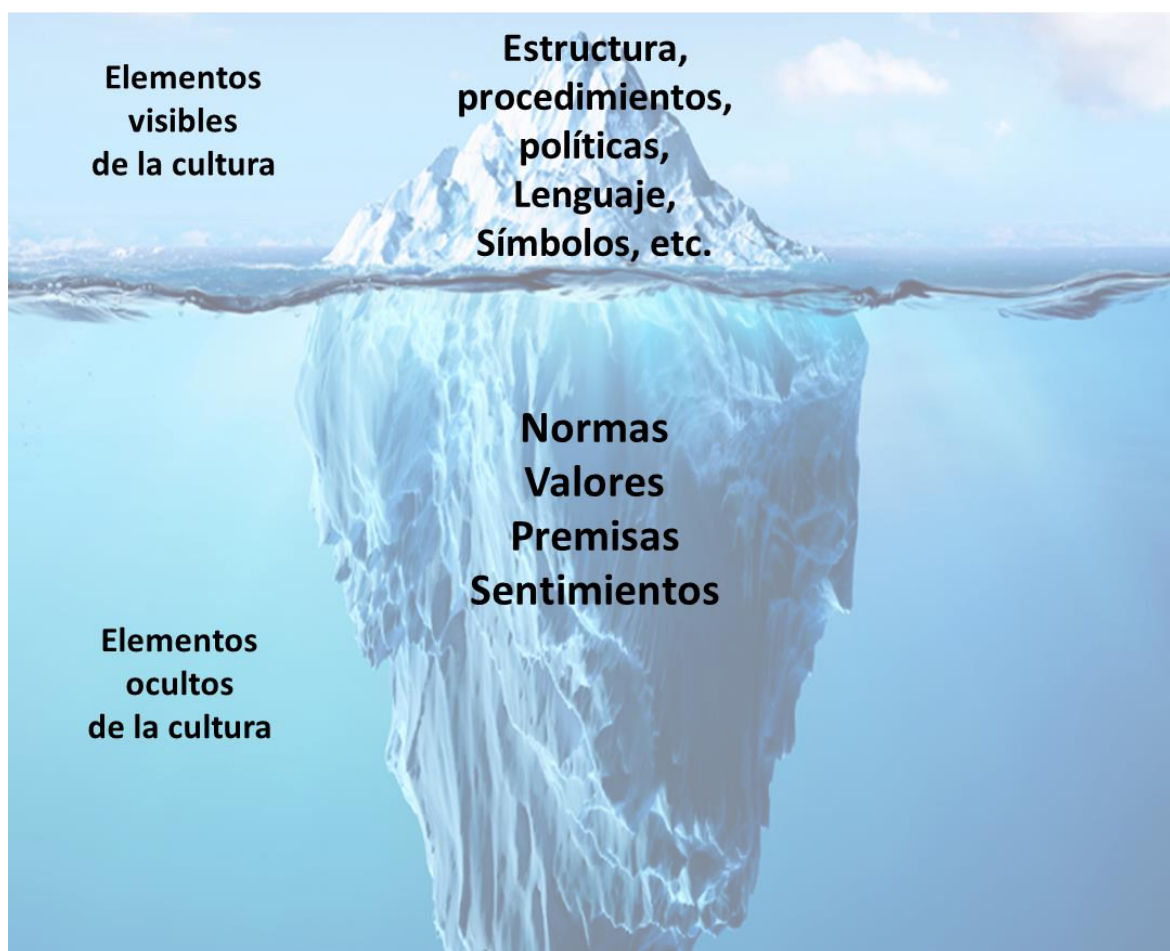 Elementos
visibles
de la cultura
Estructura,
procedimientos,
políticas,
Lenguaje,
Símbolos, etc.
Normas
Valores
Premisas
Sentimientos
Elementos
ocultos
de la cultura